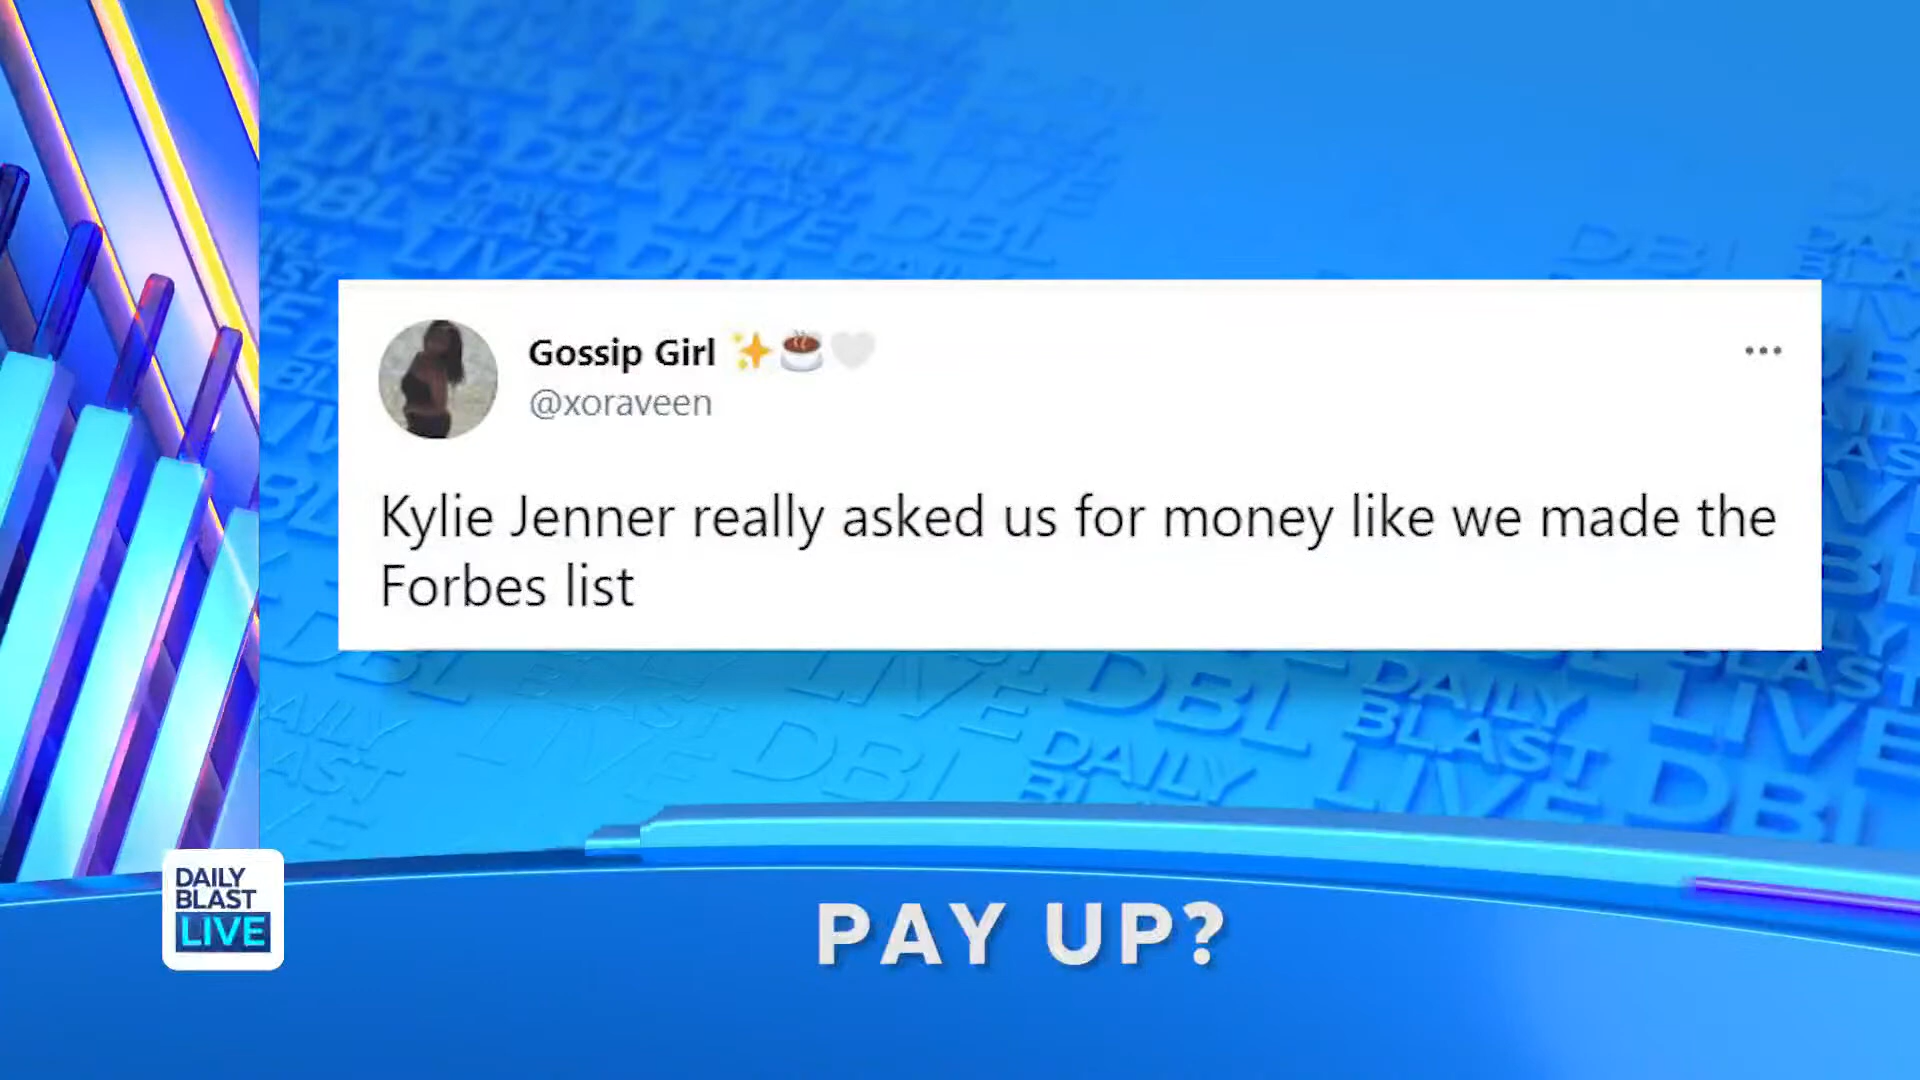 Gossip Girl ✨☕🤍
@xoraveen
Kylie Jenner really asked us for money like we made the
Forbes list
DAILY
BLAST
LIVE
PAY UP?